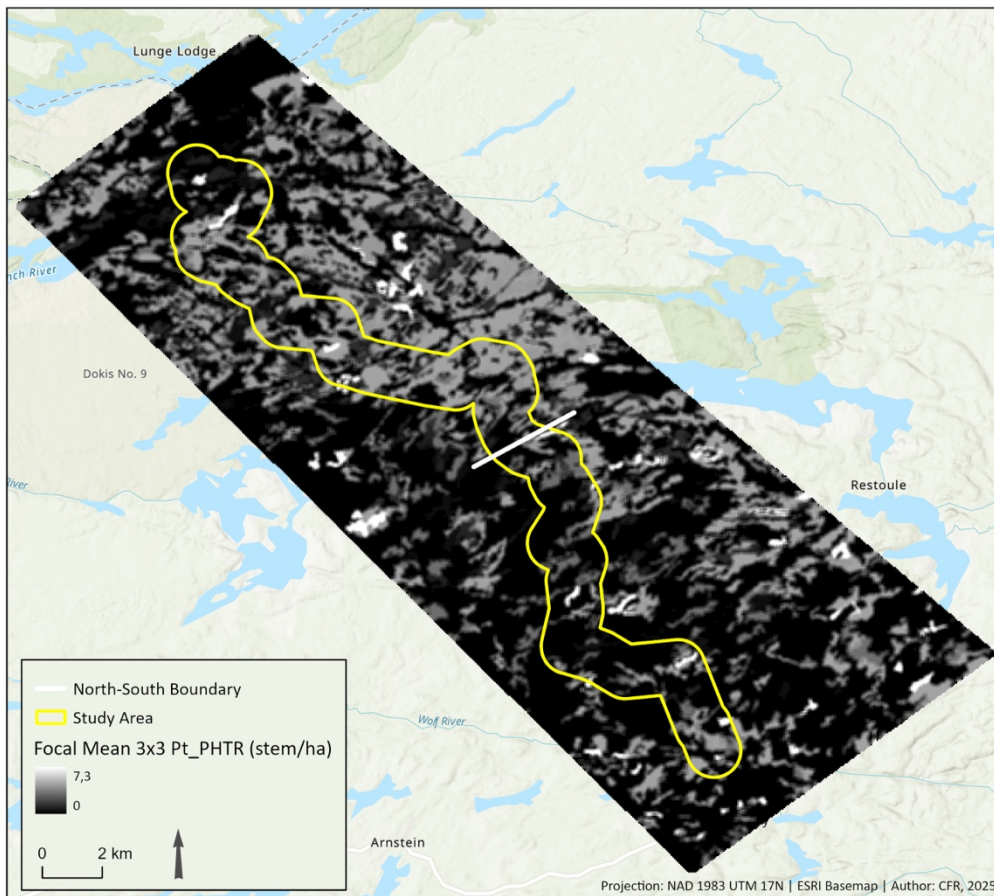 Lunge Lodge
nch River
Dokis No. 9
River
Restoule
North-South Boundary
Study Area
Wolf River
Focal Mean 3x3 Pt_PHTR (stem/ha)
7,3
0
0 2 km
Arnstein
Projection: NAD 1983 UTM 17N | ESRI Basemap | Author: CFR, 2025